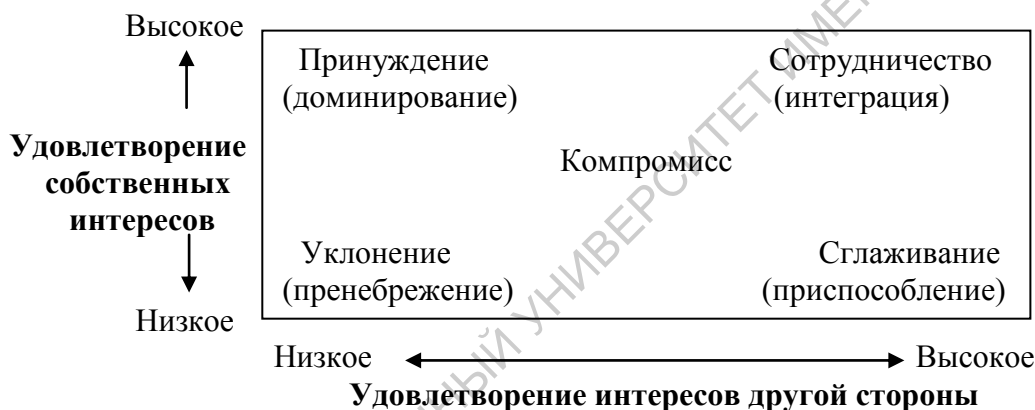 Высокое
Принуждение
(доминирование)
Сотрудничество
(интеграция)
Удовлетворение
собственных
интересов
Компромисс
Уклонение
(пренебрежение)
Сглаживание
(приспособление)
Низкое
Низкое
Высокое
Удовлетворение интересов другой стороны
УНИВЕРСИТЕТ